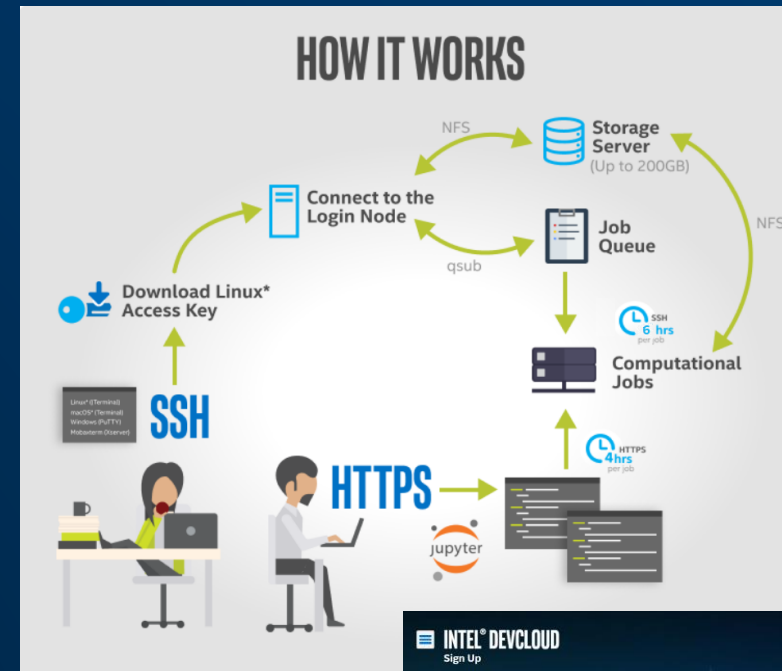 HOW IT WORKS
NFS
Storage
Server
(Up to 200GB)
Connect to the
Login Node
Job
Queue
NFS
qsub
Download Linux*
Access Key
SSH
6 hrs
per job
Computational
Jobs
Linux* (Terminal)
macOS* (Terminal)
Windows (PuTTY)
MobaXterm (Xserver)
SSH
HTTPS
4hrs
per job
HTTPS
jupyter
INTEL® DEVCLOUD
Sign Up